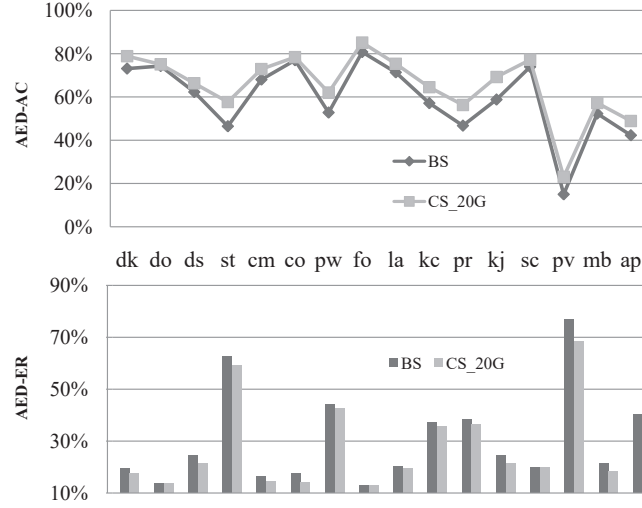 100%
80%
60%
40%
20%
0%
AED-AC
BS
CS_20G
dk do ds st cm co pw fo la kc pr kj sc pv mb ap
90%
70%
50%
30%
10%
AED-ER
BS CS_20G